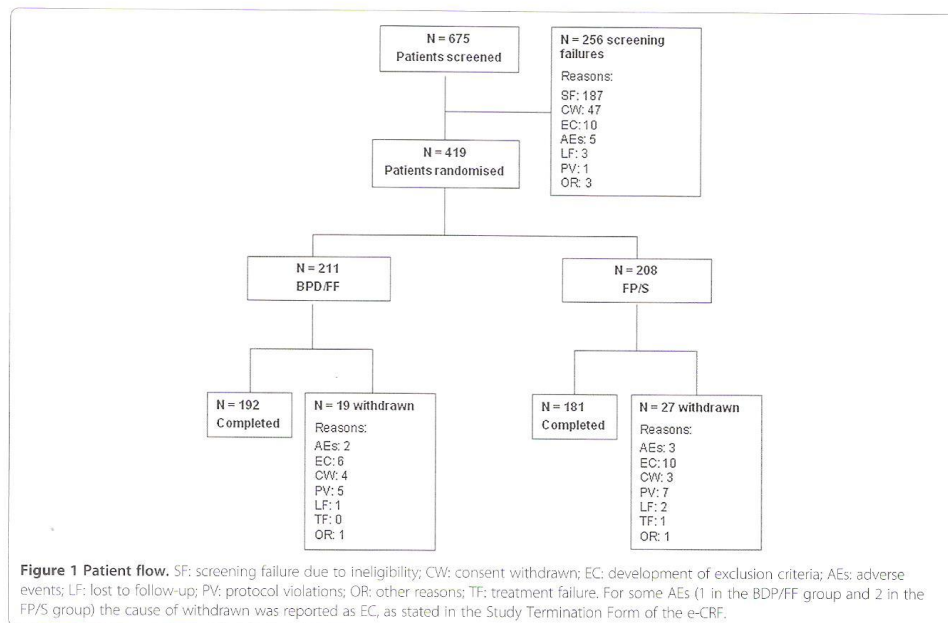 N = 675
Patients screened
N = 256 screening
failures
Reasons:
SF: 187
CW: 47
EC: 10
AEs: 5
LF: 3
PV: 1
OR: 3
N = 419
Patients randomised
N = 211
BPD/FF
N = 208
FP/S
N = 192
Completed
N = 19 withdrawn
Reasons:
AEs: 2
EC: 6
CW: 4
PV: 5
LF: 1
TF: 0
OR: 1
N = 181
Completed
N = 27 withdrawn
Reasons:
AEs: 3
EC: 10
CW: 3
PV: 7
LF: 2
TF: 1
OR: 1
Figure 1 Patient flow. SF: screening failure due to ineligibility; CW: consent withdrawn; EC: development of exclusion criteria; AEs: adverse
events; LF: lost to follow-up; PV: protocol violations; OR: other reasons; TF: treatment failure. For some AEs (1 in the BDP/FF group and 2 in the
FP/S group) the cause of withdrawn was reported as EC, as stated in the Study Termination Form of the e-CRF.